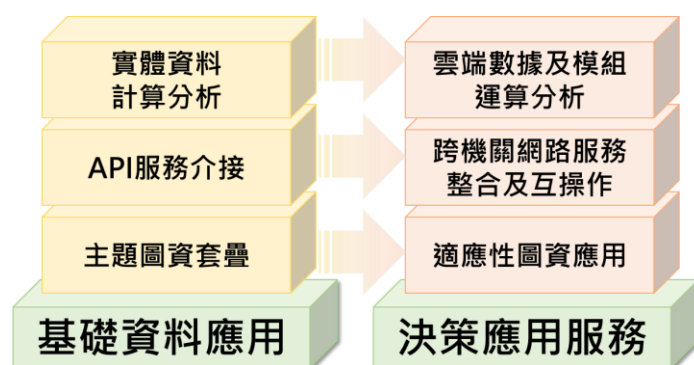 實體資料
計算分析
雲端數據及模組
運算分析
API服務介接
跨機關網路服務
整合及互操作
主題圖資套疊
適應性圖資應用
基礎資料應用
決策應用服務